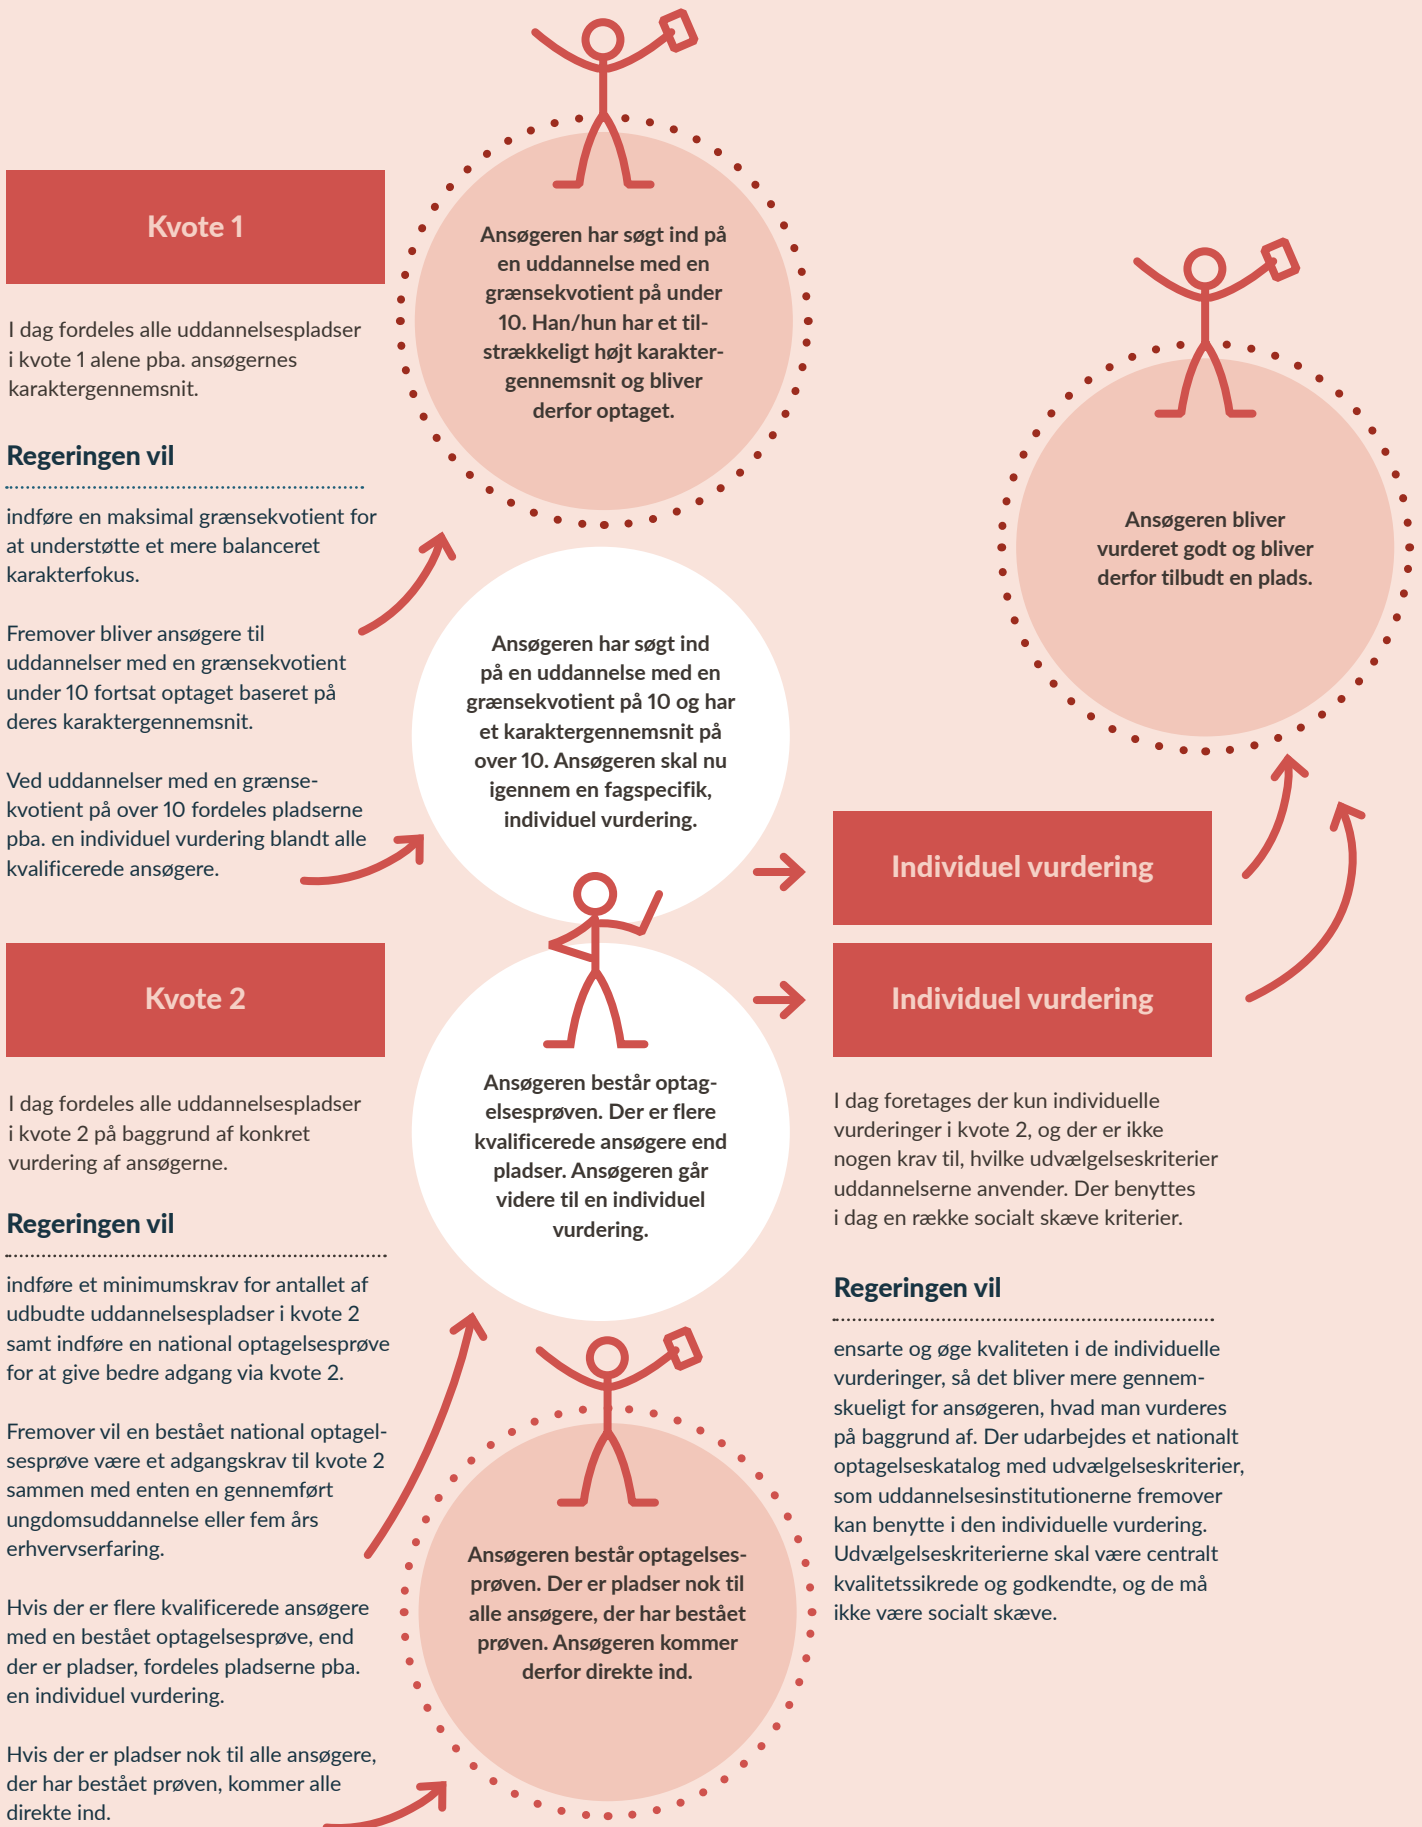 Kvote 1
I dag fordeles alle uddannelsespladser
i kvote 1 alene pba. ansøgernes
karaktergennemsnit.
Regeringen vil
indføre en maksimal grænsekvotient for
at understøtte et mere balanceret
karakterfokus.
Fremover bliver ansøgere til
uddannelser med en grænsekvotient
under 10 fortsat optaget baseret på
deres karaktergennemsnit.
Ved uddannelser med en grænse-
kvotient på over 10 fordeles pladserne
pba. en individuel vurdering blandt alle
kvalificerede ansøgere.
Ansøgeren har søgt ind på
en uddannelse med en
grænsekvotient på under
10. Han/hun har et til-
strækkeligt højt karakter-
gennemsnit og bliver
derfor optaget.
Ansøgeren har søgt ind
på en uddannelse med en
grænsekvotient på 10 og har
et karaktergennemsnit på
over 10. Ansøgeren skal nu
igennem en fagspecifik,
individuel vurdering.
Individuel vurdering
Ansøgeren bliver
vurderet godt og bliver
derfor tilbudt en plads.
Kvote 2
I dag fordeles alle uddannelsespladser
i kvote 2 på baggrund af konkret
vurdering af ansøgerne.
Regeringen vil
indføre et minimumskrav for antallet af
udbudte uddannelsespladser i kvote 2
samt indføre en national optagelsesprøve
for at give bedre adgang via kvote 2.
Fremover vil en bestået national optagel-
sesprøve være et adgangskrav til kvote 2
sammen med enten en gennemført
ungdomsuddannelse eller fem års
erhvervserfaring.
Hvis der er flere kvalificerede ansøgere
med en bestået optagelsesprøve, end
der er pladser, fordeles pladserne pba.
en individuel vurdering.
Hvis der er pladser nok til alle ansøgere,
der har bestået prøven, kommer alle
direkte ind.
Ansøgeren består optag-
elsesprøven. Der er flere
kvalificerede ansøgere end
pladser. Ansøgeren går
videre til en individuel
vurdering.
Ansøgeren består optagelses-
prøven. Der er pladser nok til
alle ansøgere, der har bestået
prøven. Ansøgeren kommer
derfor direkte ind.
Individuel vurdering
I dag foretages der kun individuelle
vurderinger i kvote 2, og der er ikke
nogen krav til, hvilke udvælgelseskriterier
uddannelserne anvender. Der benyttes
i dag en række socialt skæve kriterier.
Regeringen vil
ensarte og øge kvaliteten i de individuelle
vurderinger, så det bliver mere gennem-
skueligt for ansøgeren, hvad man vurderes
på baggrund af. Der udarbejdes et nationalt
optagelseskatalog med udvælgelseskriterier,
som uddannelsesinstitutionerne fremover
kan benytte i den individuelle vurdering.
Udvælgelseskriterierne skal være centralt
kvalitetssikrede og godkendte, og de må
ikke være socialt skæve.